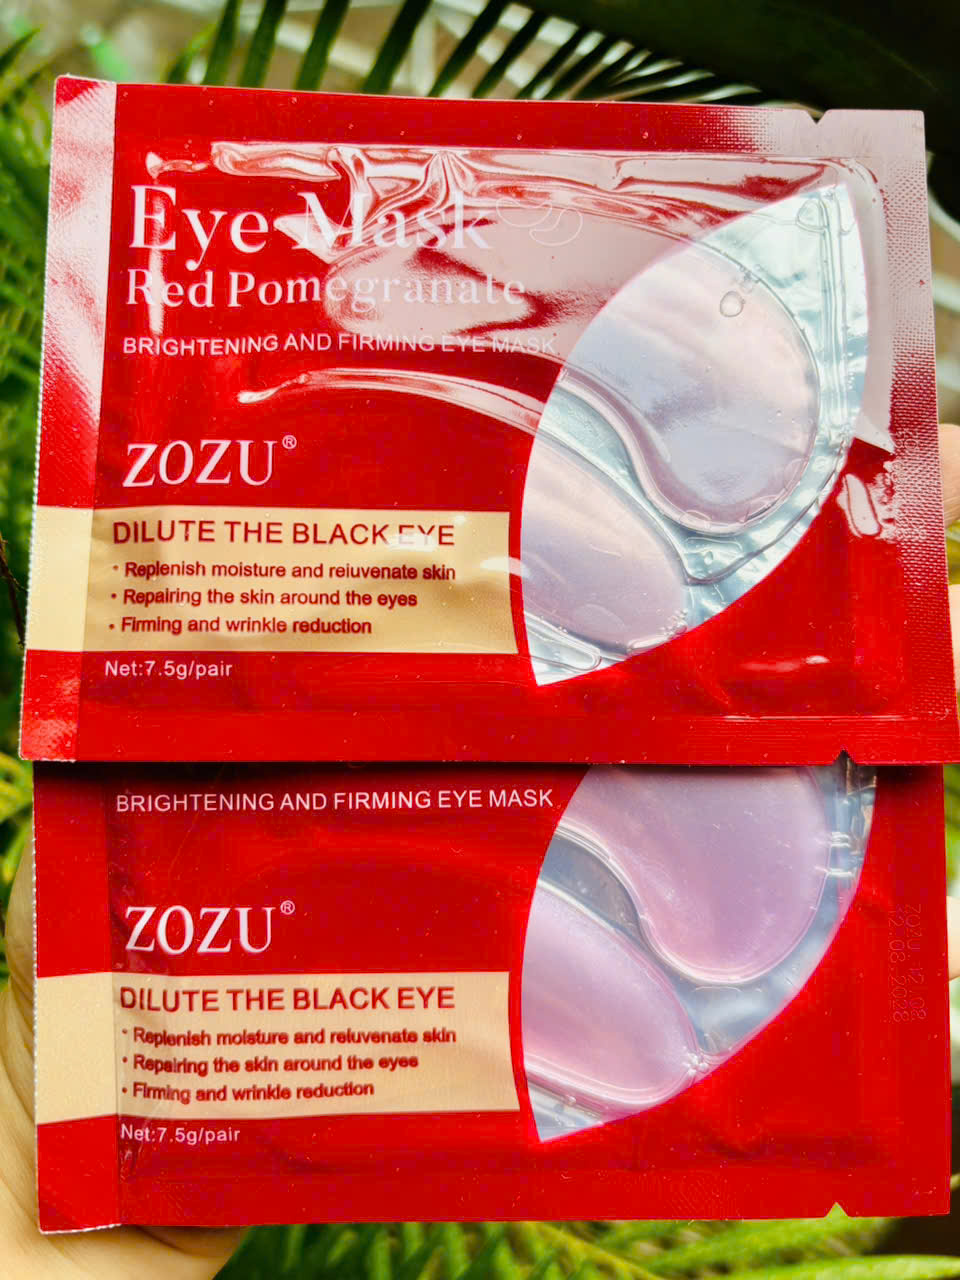 Eye Mask
Red Pomegranate
BRIGHTENING AND FIRMING EYE MASK
ZOZU®
DILUTE THE BLACK EYE
• Replenish moisture and reiuvenate skin
• Repairing the skin around the eyes
• Firming and wrinkle reduction
Net:7.5g/pair
BRIGHTENING AND FIRMING EYE MASK
ZOZU®
DILUTE THE BLACK EYE
• Replenish moisture and reiuvenate skin
• Repairing the skin around the eyes
• Firming and wrinkle reduction
Net:7.5g/pair